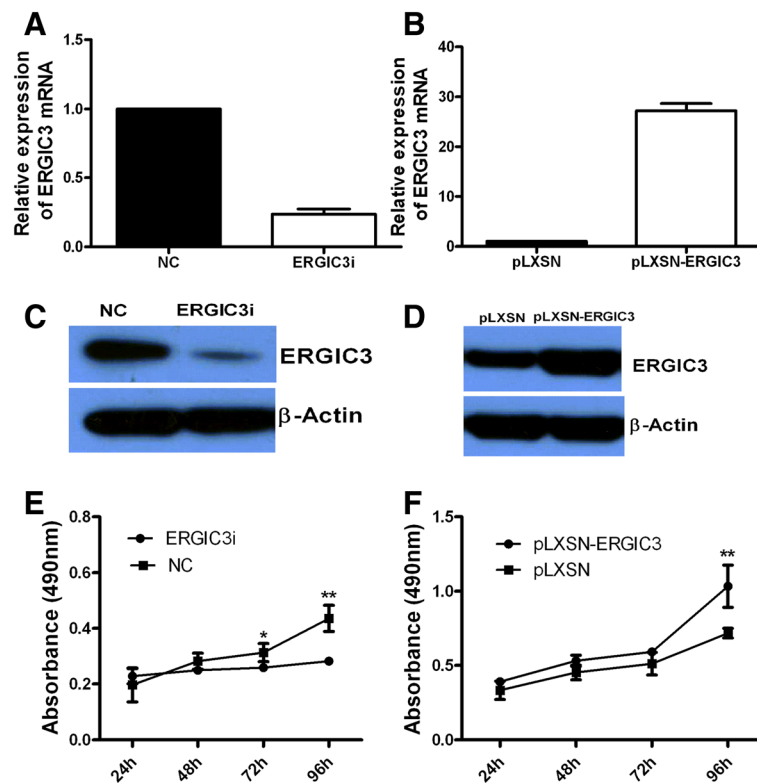 A
Relative expression
of ERGIC3 mRNA
1.5
1.0
0.5
0.0
NC
ERGIC3i
B
Relative expression
of ERGIC3 mRNA
40
30
20
10
0
pLXSN
pLXSN-ERGIC3
C
NC
ERGIC3i
ERGIC3
β-Actin
D
pLXSN
pLXSN-ERGIC3
ERGIC3
β-Actin
E
Absorbance (490nm)
0.8
0.6
0.4
0.2
0.0
ERGIC3i
NC
*
**
24h
48h
72h
96h
F
Absorbance (490nm)
1.5
1.0
0.5
0.0
pLXSN-ERGIC3
pLXSN
**
24h
48h
72h
96h